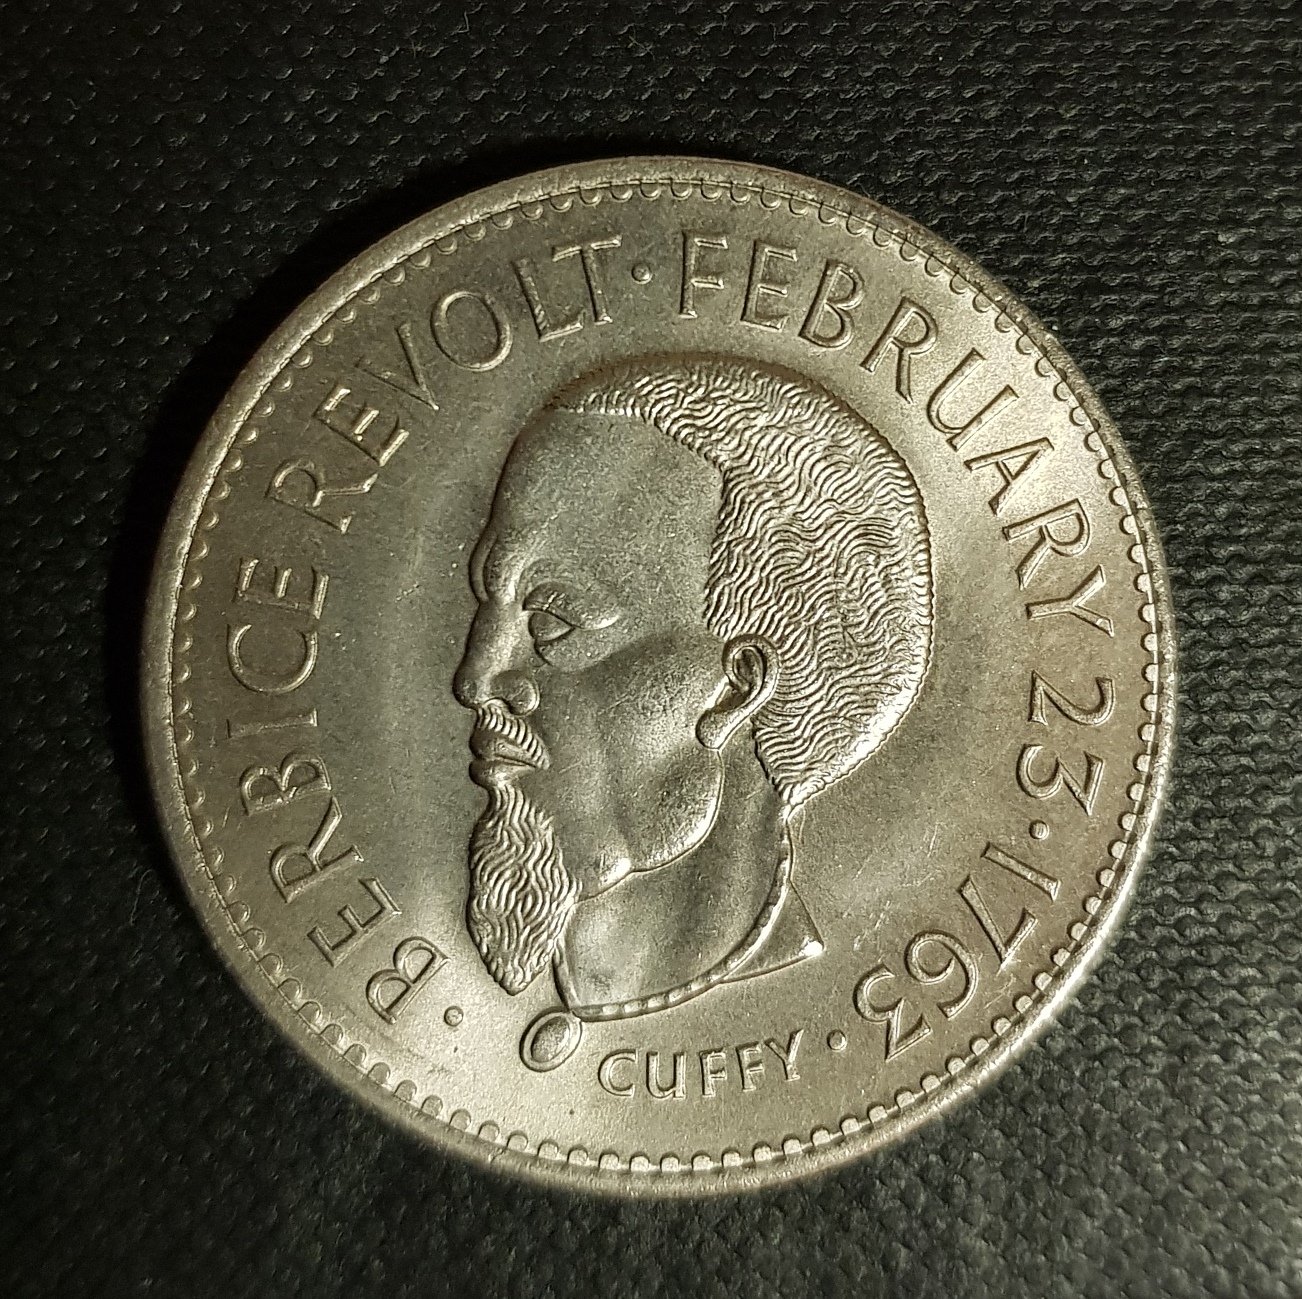 · BERBICE REVOLT · FEBRUARY 23 · 1763 ·
CUFFY